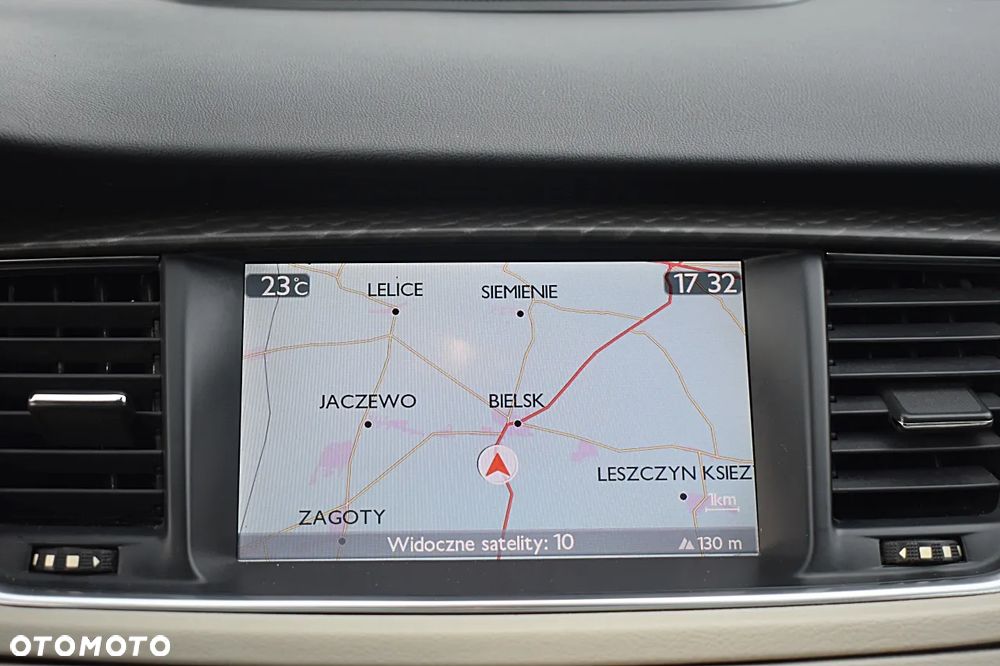 23°C
17 32
LELICE
SIEMIENIE
JACZEWO
BIELSK
LESZCZYN KSIEZ
1km
ZAGOTY
Widoczne satelity: 10
130 m
OTOMOTO